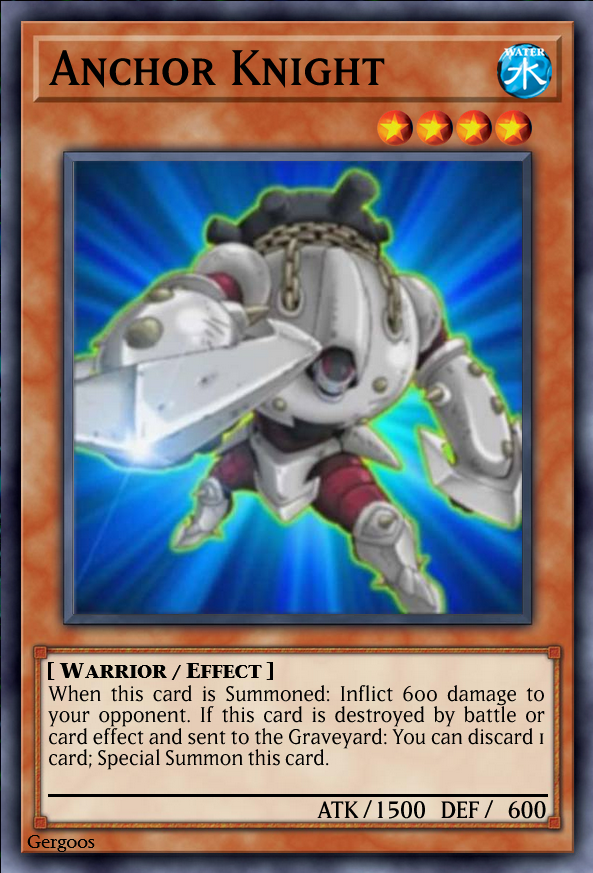 Anchor Knight
WATER
水
[ Warrior / Effect ]
When this card is Summoned: Inflict 600 damage to
your opponent. If this card is destroyed by battle or
card effect and sent to the Graveyard: You can discard 1
card; Special Summon this card.
ATK / 1500 DEF / 600
Gergoos